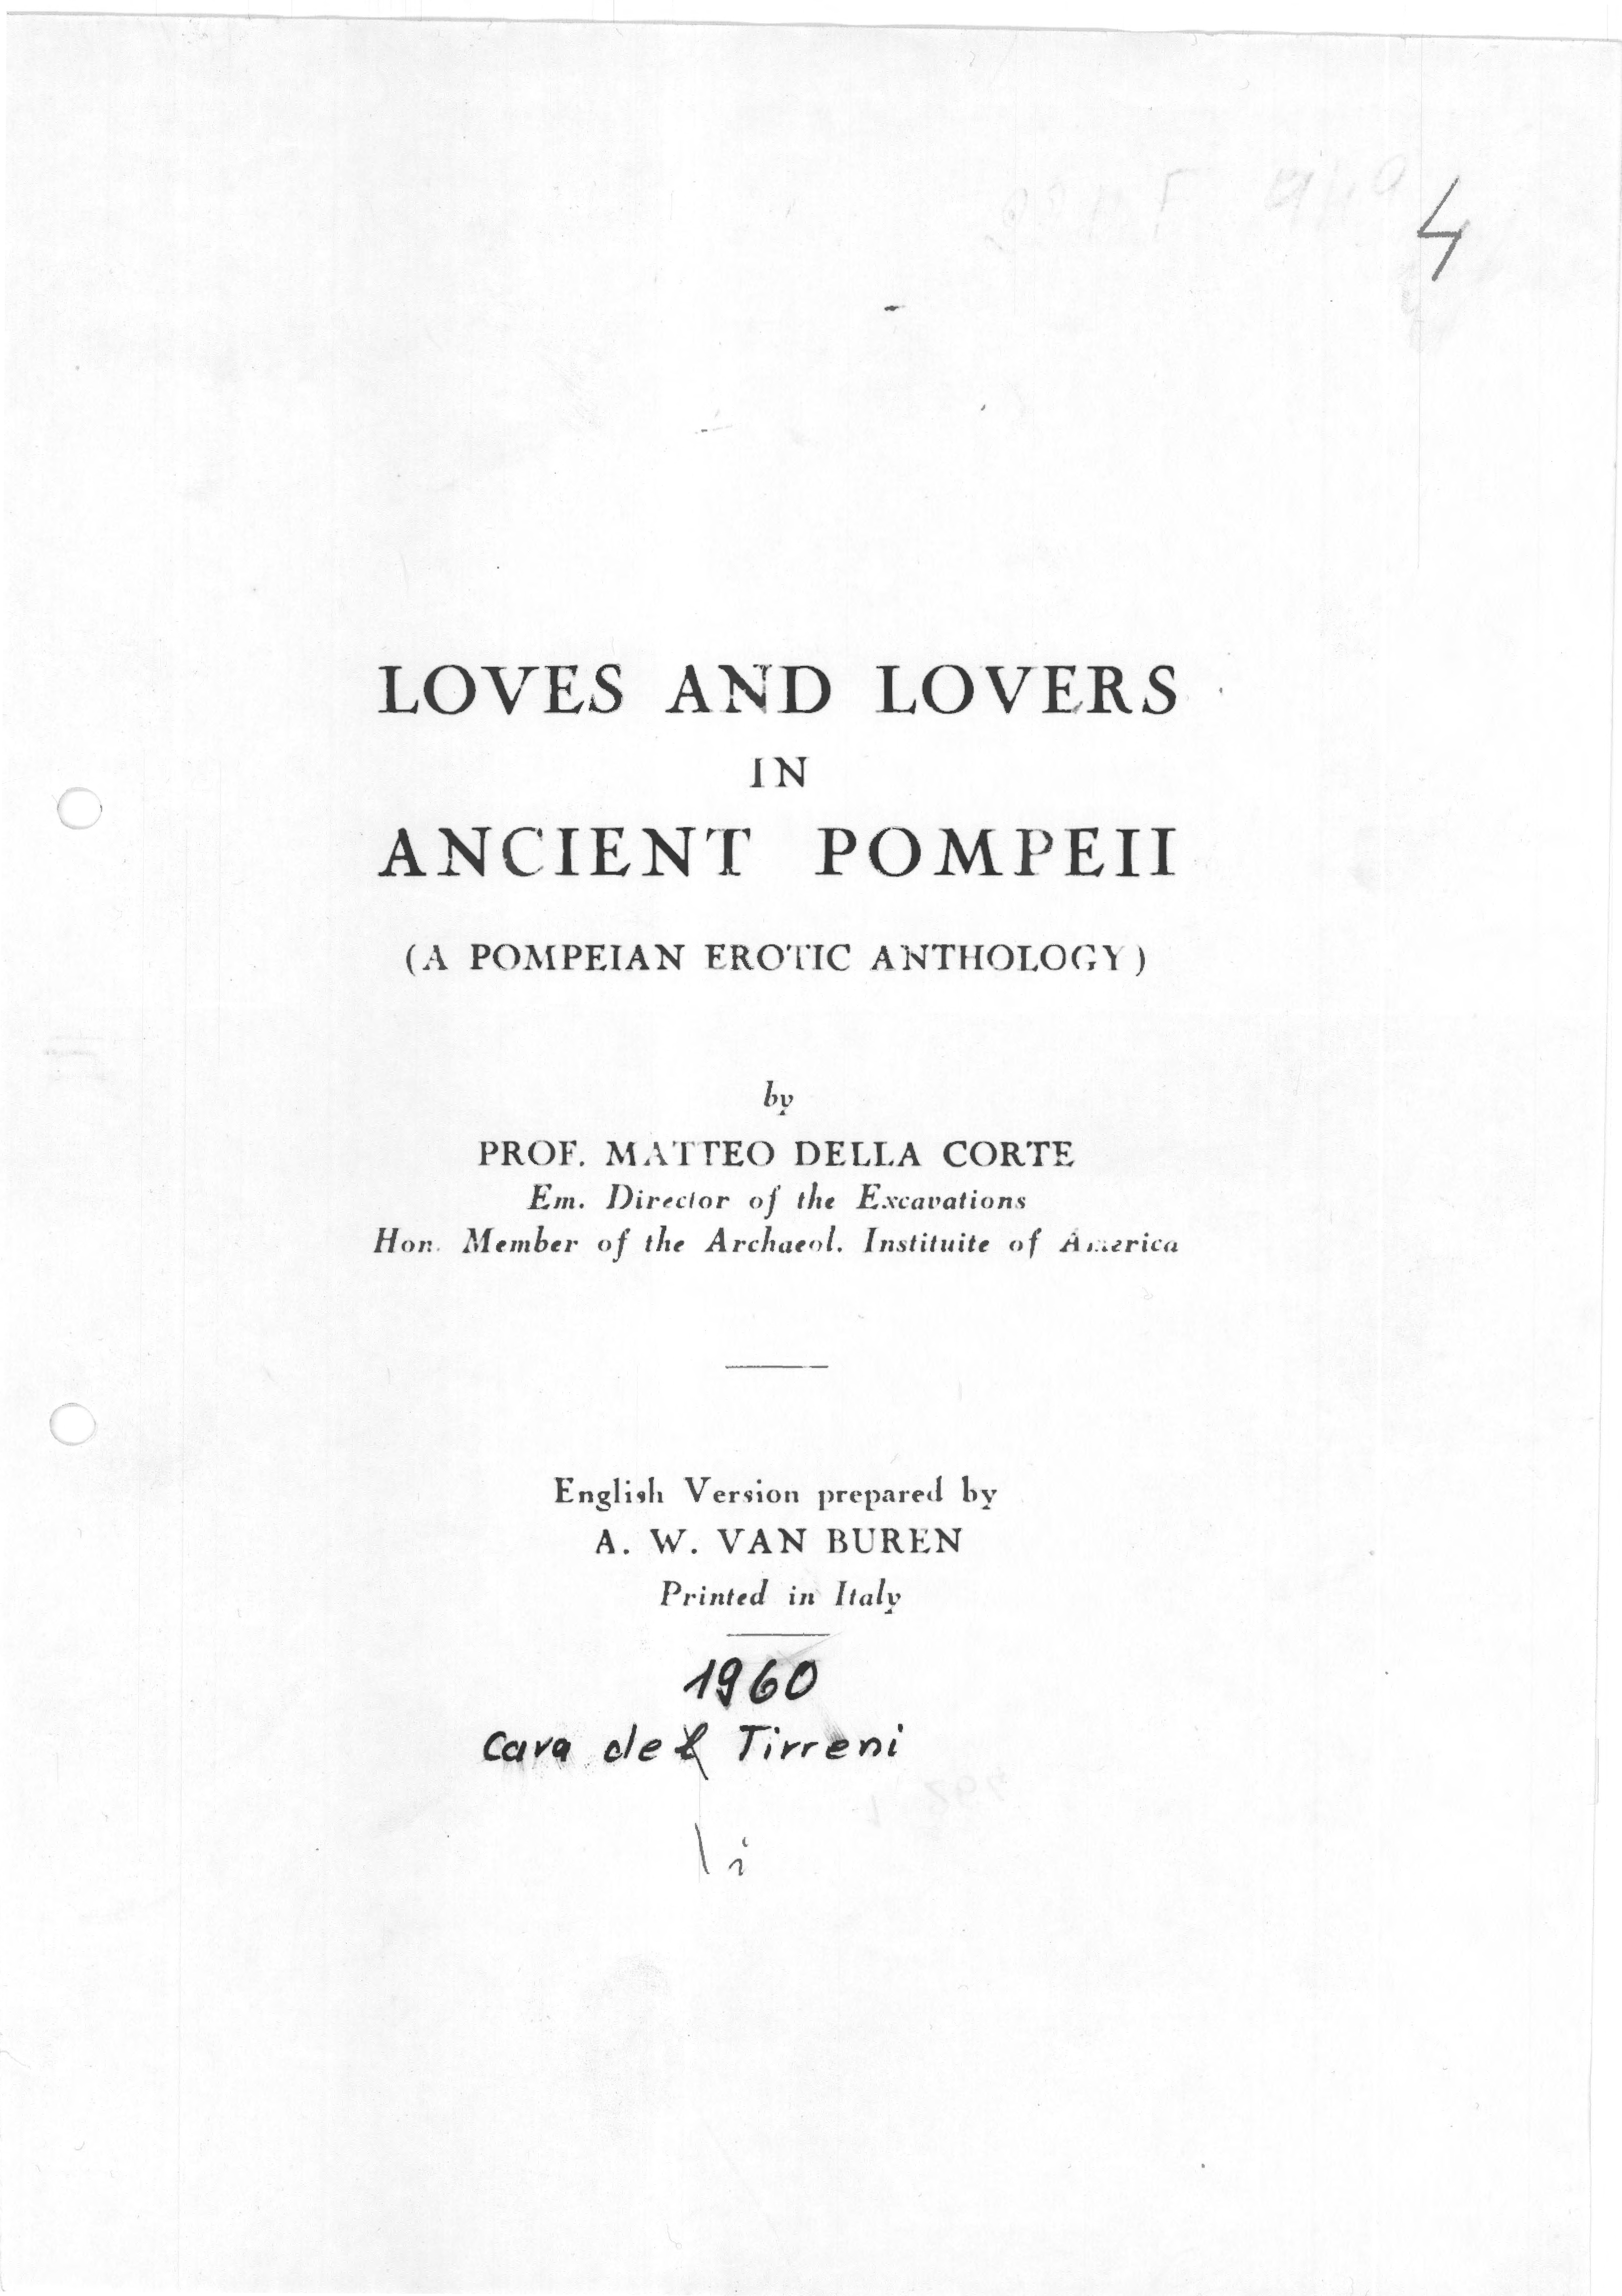 4
LOVES AND LOVERS
IN
ANCIENT POMPEII
(A POMPEIAN EROTIC ANTHOLOGY)
by
PROF. MATTEO DELLA CORTE
Em. Director of the Excavations
Hon. Member of the Archaeol. Instituite of America
English Version prepared by
A. W. VAN BUREN
Printed in Italy
1960
Cava del Tirreni
i